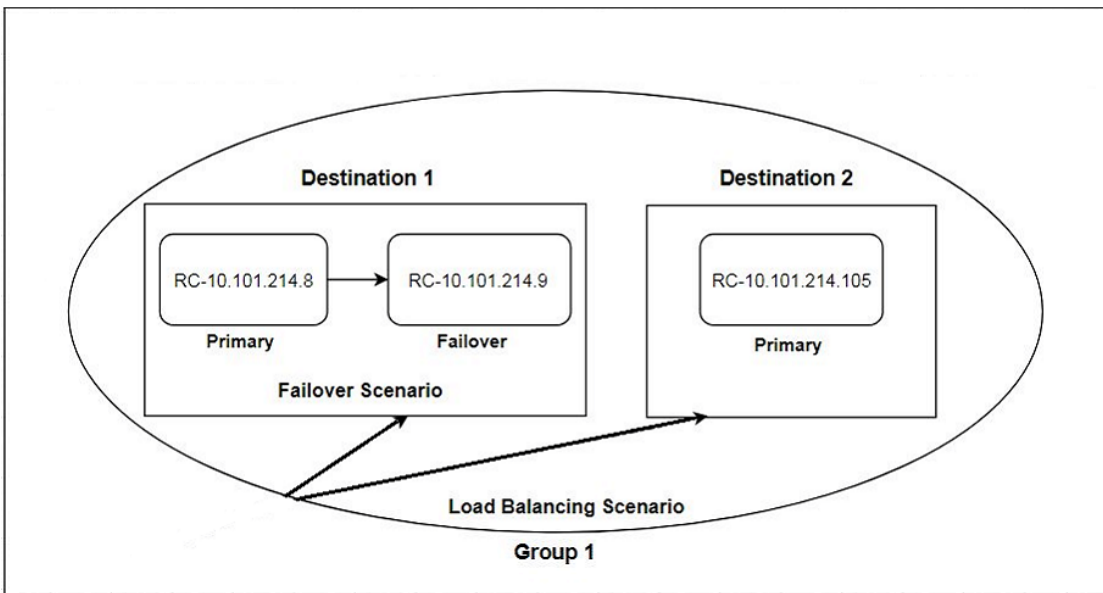 Destination 1
Destination 2
RC-10.101.214.8
RC-10.101.214.9
RC-10.101.214.105
Primary
Failover
Primary
Failover Scenario
Load Balancing Scenario
Group 1